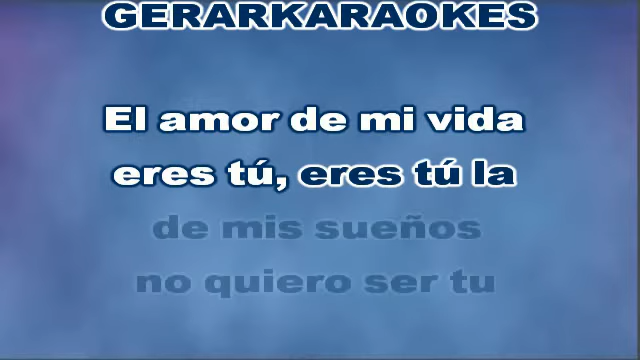 GERARKARAOKES
El amor de mi vida
eres tú, eres tú la
de mis sueños
no quiero ser tu